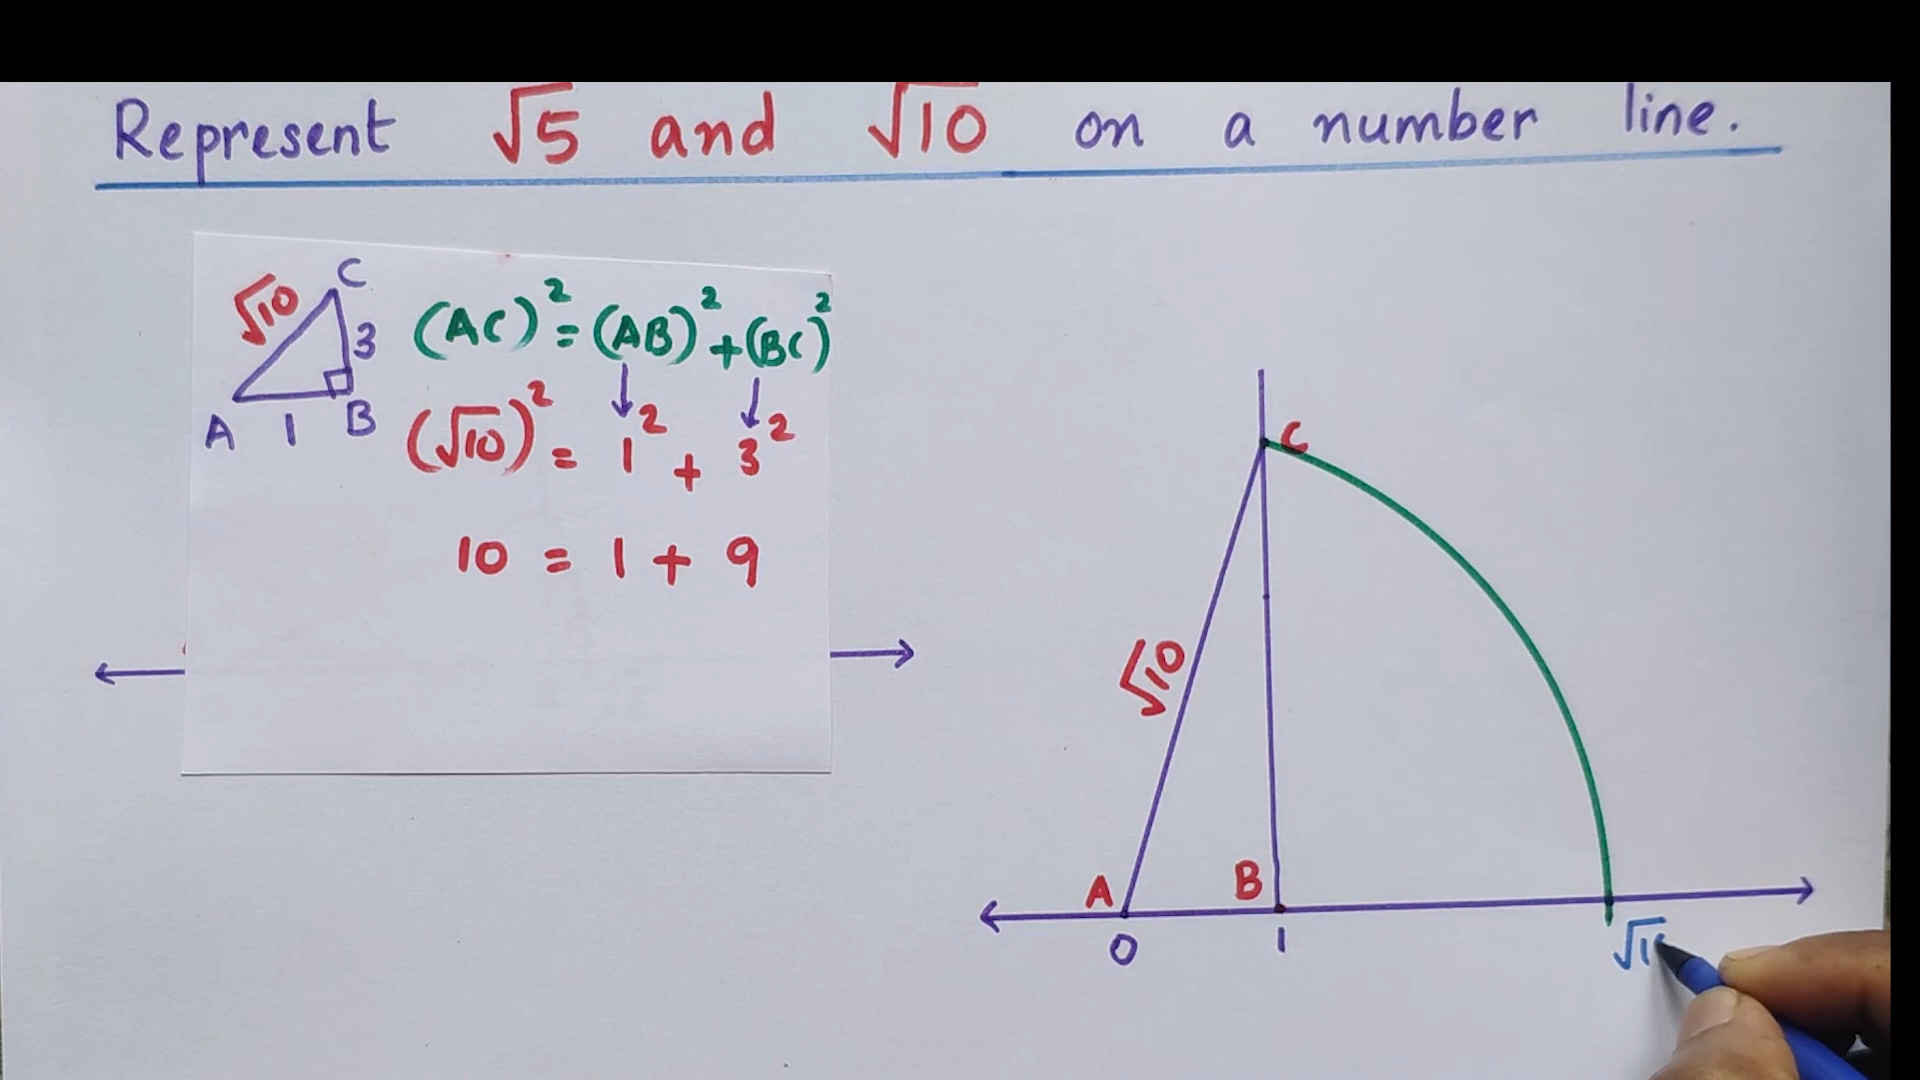 Represent √5 and √10 on a number line.
C
√10
3
A 1 B
(AC)² = (AB)² + (BC)²
(√10)² = 1² + 3²
10 = 1 + 9
C
√10
A B
0 1
√1